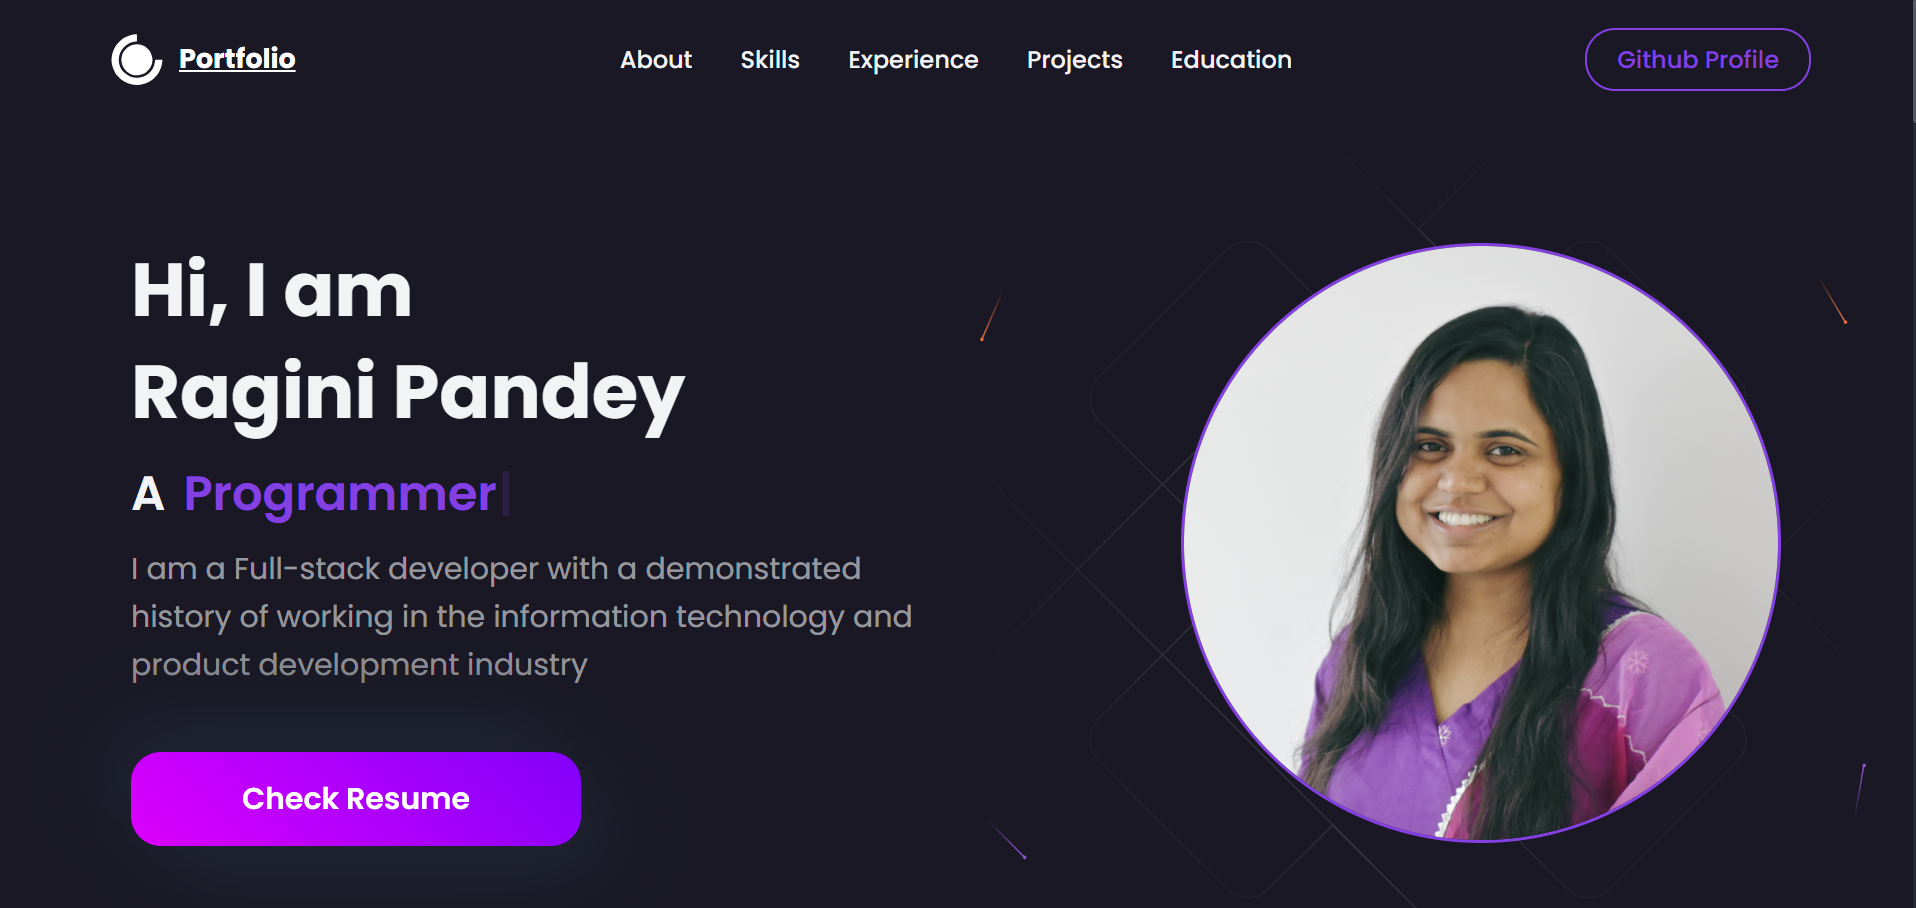 Portfolio
About Skills Experience Projects Education
Github Profile
Hi, I am
Ragini Pandey
A Programmer
I am a Full-stack developer with a demonstrated
history of working in the information technology and
product development industry
Check Resume